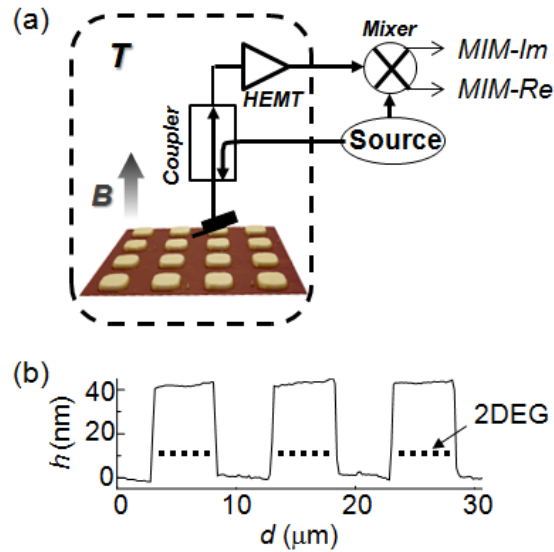 (a)
T
B
Coupler
HEMT
Mixer
MIM-Im
MIM-Re
Source
(b)
h (nm)
40
20
0
2DEG
0 10 20 30
d (μm)